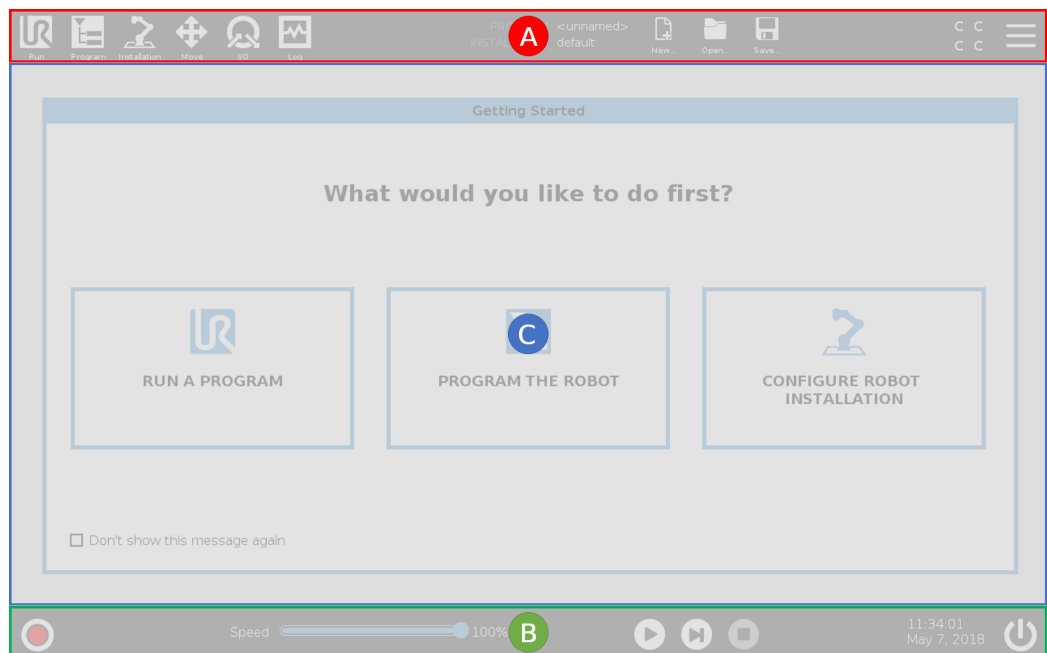 <unnamed>
default
A
C C
C C
Run
Program
Installation
Move
I/O
Log
New...
Open...
Save...
Getting Started
What would you like to do first?
C
RUN A PROGRAM
PROGRAM THE ROBOT
CONFIGURE ROBOT
INSTALLATION
Don't show this message again
Speed
100%
B
11:34:01
May 7, 2018